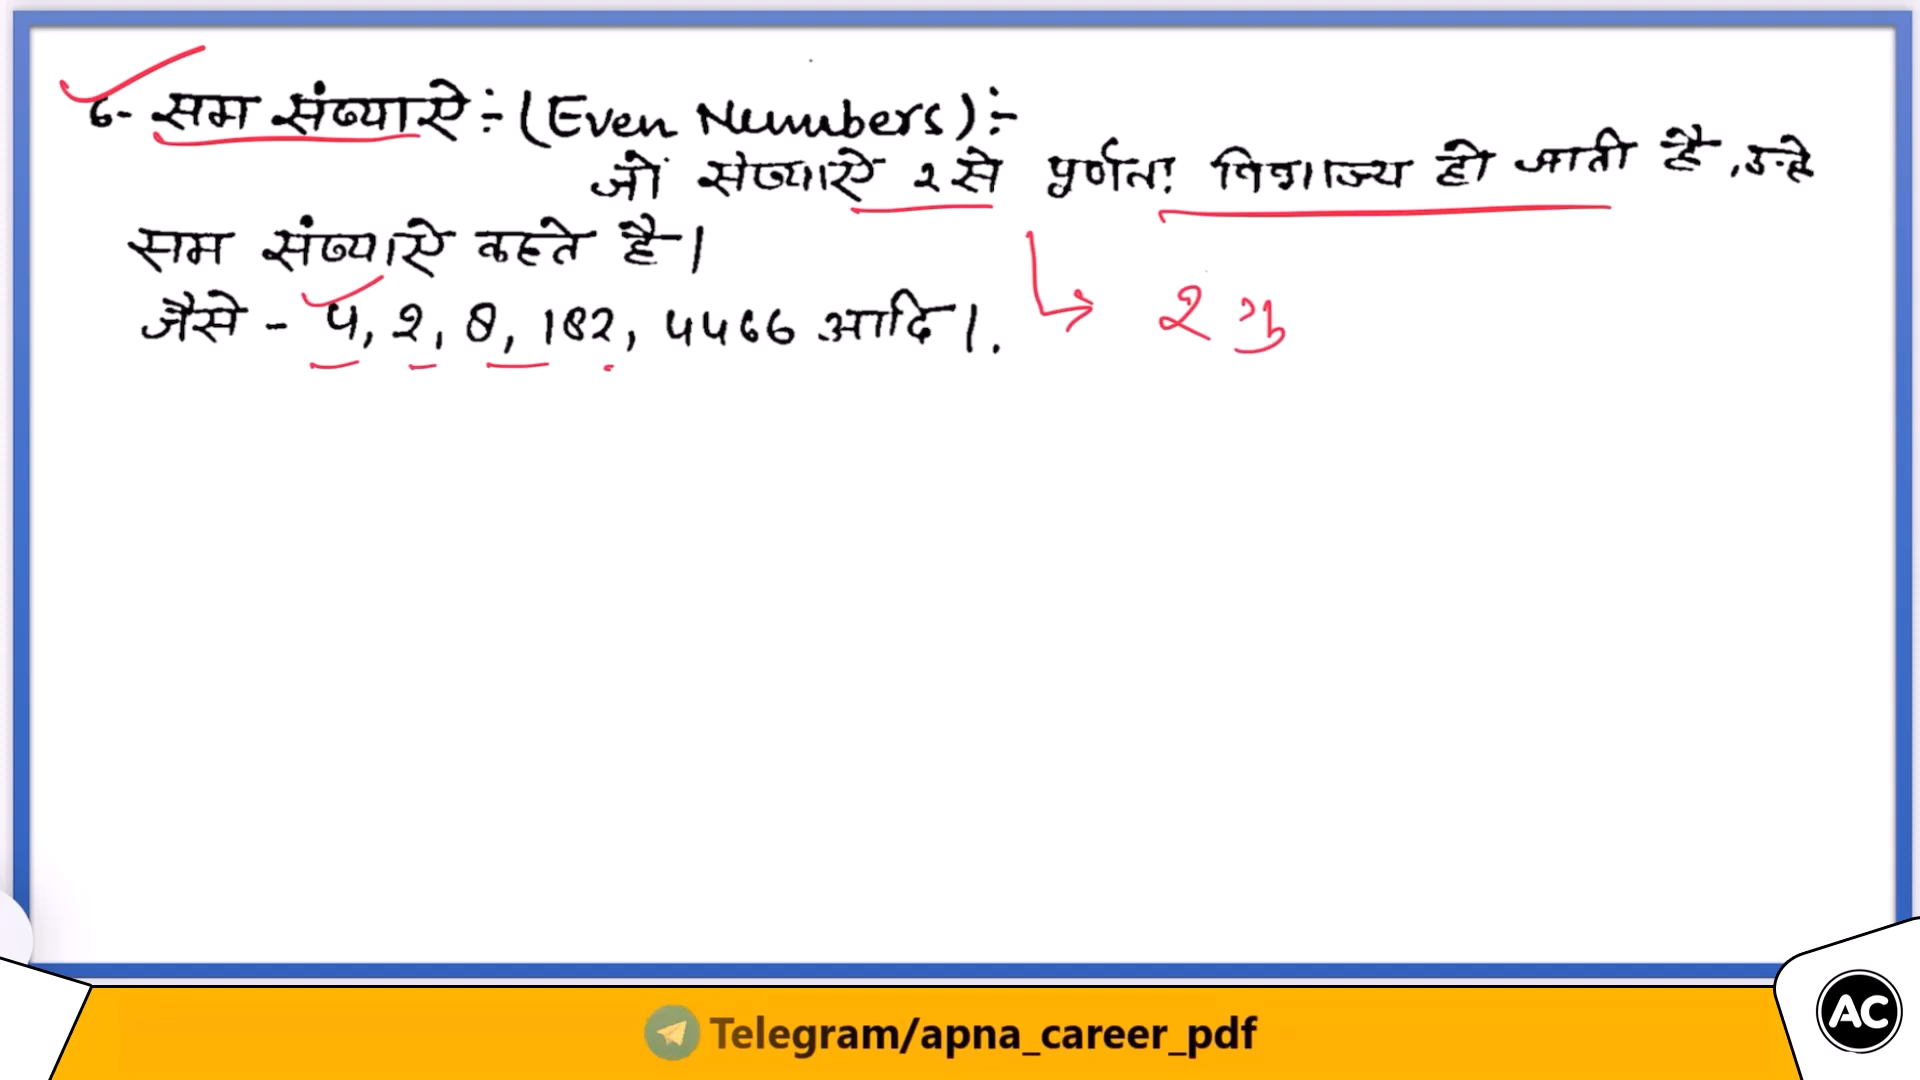 6- सम संख्याऐ :- (Even Numbers) :-
जो संख्याऐ 2 से पूर्णतः विभाज्य हो जाती है, उन्हे
सम संख्याऐ कहते है।
जैसे - 4, 2, 8, 182, 4466 आदि।.
2
Telegram/apna_career_pdf
AC